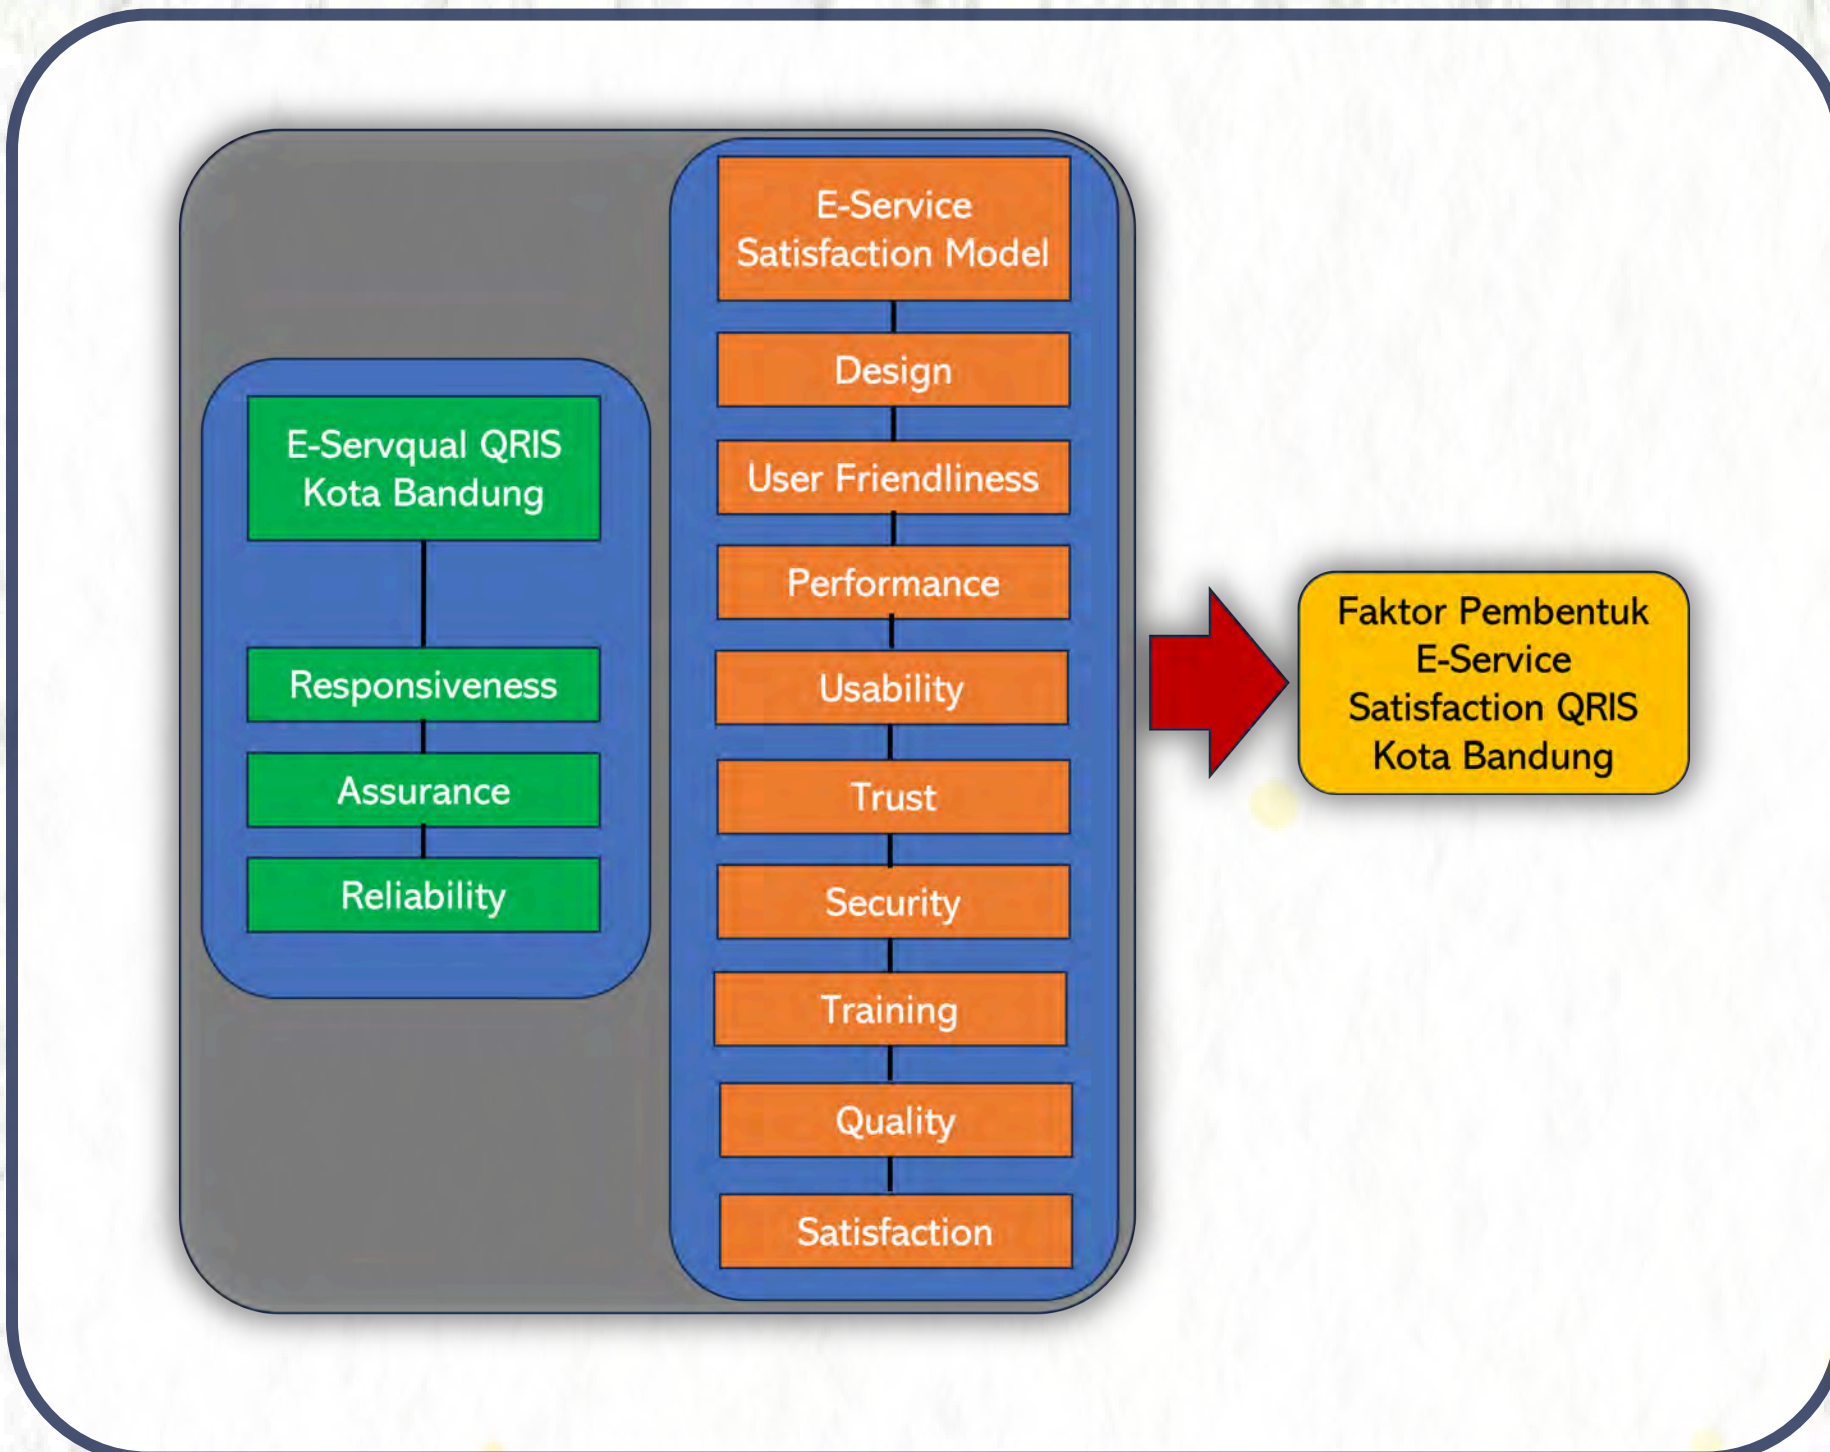 E-Servqual QRIS
Kota Bandung
Responsiveness
Assurance
Reliability
E-Service
Satisfaction Model
Design
User Friendliness
Performance
Usability
Trust
Security
Training
Quality
Satisfaction
Faktor Pembentuk
E-Service
Satisfaction QRIS
Kota Bandung